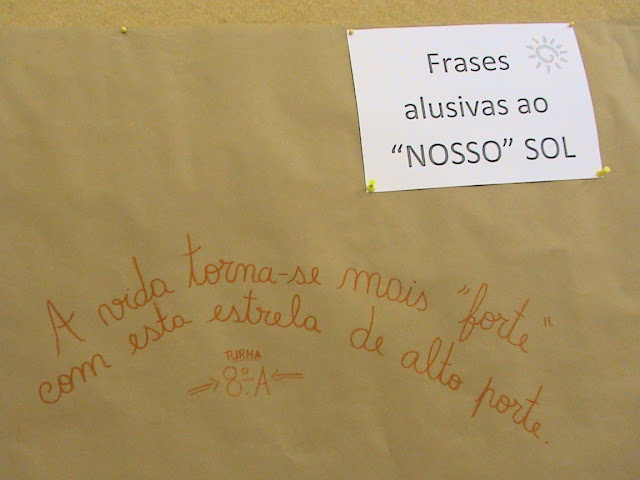 Frases
alusivas ao
“NOSSO” SOL
A vida torna-se mais "forte"
com esta estrela de alto porte.
TURMA
8.º A